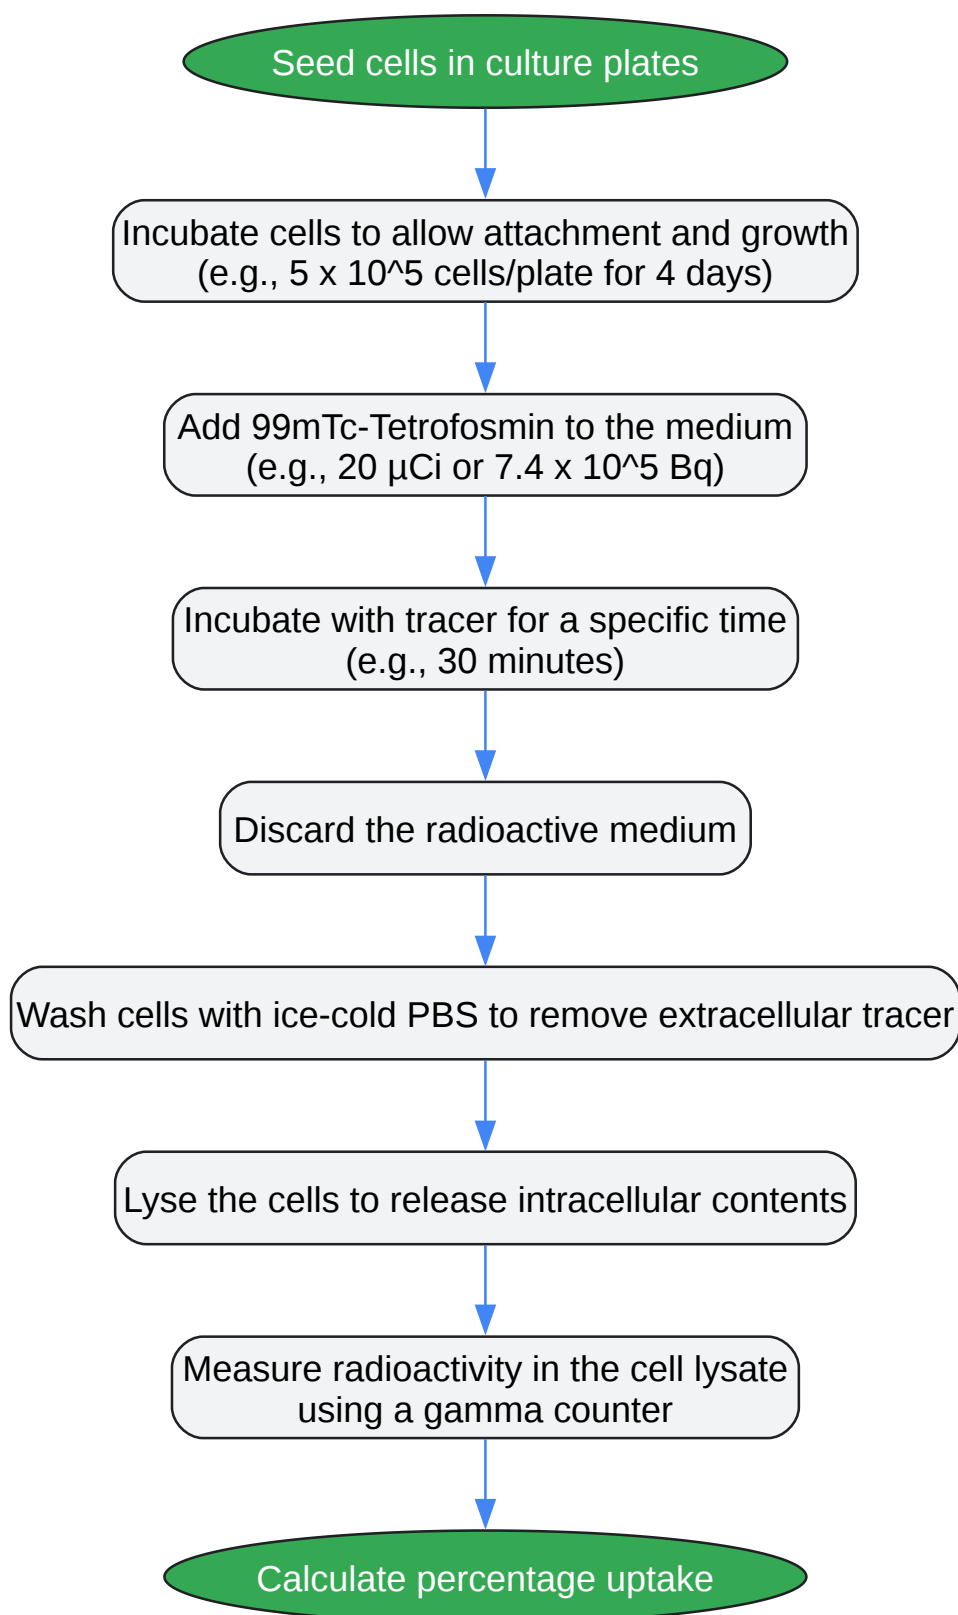 Seed cells in culture plates
Incubate cells to allow attachment and growth
(e.g., 5 x 10^5 cells/plate for 4 days)
Add 99mTc-Tetrofosmin to the medium
(e.g., 20 µCi or 7.4 x 10^5 Bq)
Incubate with tracer for a specific time
(e.g., 30 minutes)
Discard the radioactive medium
Wash cells with ice-cold PBS to remove extracellular tracer
Lyse the cells to release intracellular contents
Measure radioactivity in the cell lysate
using a gamma counter
Calculate percentage uptake